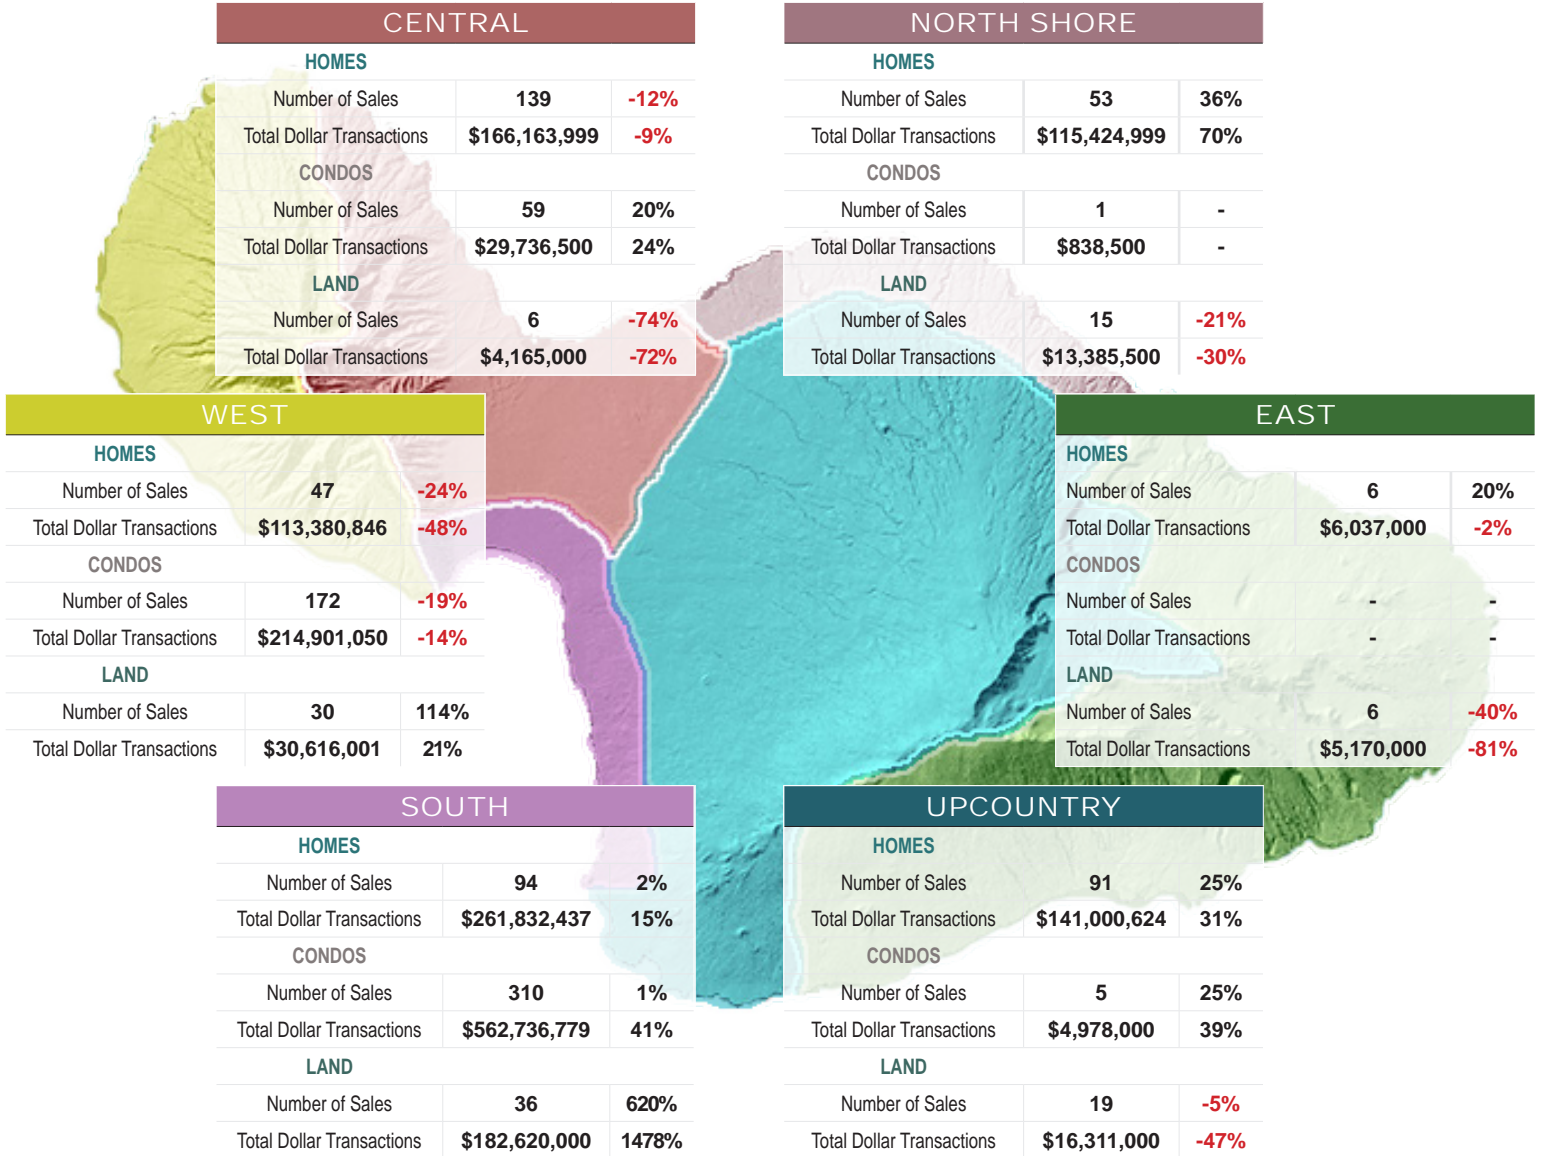 CENTRAL
HOMES
Number of Sales 139 -12%
Total Dollar Transactions $166,163,999 -9%
CONDOS
Number of Sales 59 20%
Total Dollar Transactions $29,736,500 24%
LAND
Number of Sales 6 -74%
Total Dollar Transactions $4,165,000 -72%
NORTH SHORE
HOMES
Number of Sales 53 36%
Total Dollar Transactions $115,424,999 70%
CONDOS
Number of Sales 1 -
Total Dollar Transactions $838,500 -
LAND
Number of Sales 15 -21%
Total Dollar Transactions $13,385,500 -30%
WEST
HOMES
Number of Sales 47 -24%
Total Dollar Transactions $113,380,846 -48%
CONDOS
Number of Sales 172 -19%
Total Dollar Transactions $214,901,050 -14%
LAND
Number of Sales 30 114%
Total Dollar Transactions $30,616,001 21%
EAST
HOMES
Number of Sales 6 20%
Total Dollar Transactions $6,037,000 -2%
CONDOS
Number of Sales - -
Total Dollar Transactions - -
LAND
Number of Sales 6 -40%
Total Dollar Transactions $5,170,000 -81%
SOUTH
HOMES
Number of Sales 94 2%
Total Dollar Transactions $261,832,437 15%
CONDOS
Number of Sales 310 1%
Total Dollar Transactions $562,736,779 41%
LAND
Number of Sales 36 620%
Total Dollar Transactions $182,620,000 1478%
UPCOUNTRY
HOMES
Number of Sales 91 25%
Total Dollar Transactions $141,000,624 31%
CONDOS
Number of Sales 5 25%
Total Dollar Transactions $4,978,000 39%
LAND
Number of Sales 19 -5%
Total Dollar Transactions $16,311,000 -47%